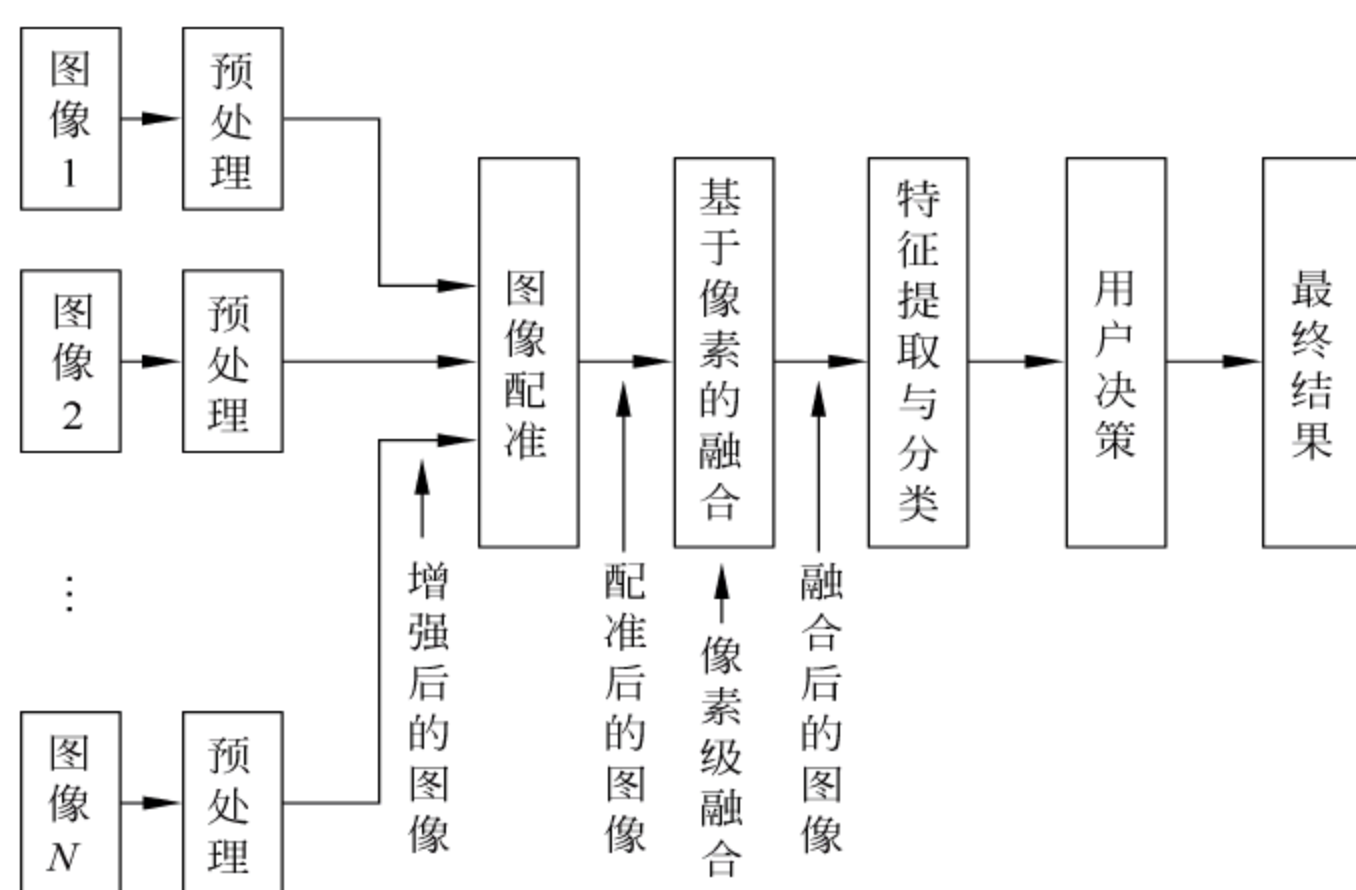 图像1
预处理
图像2
预处理
⋮
图像N
预处理
图像配准
基于像素的融合
特征提取与分类
用户决策
最终结果
增强后的图像
配准后的图像
像素级融合
融合后的图像